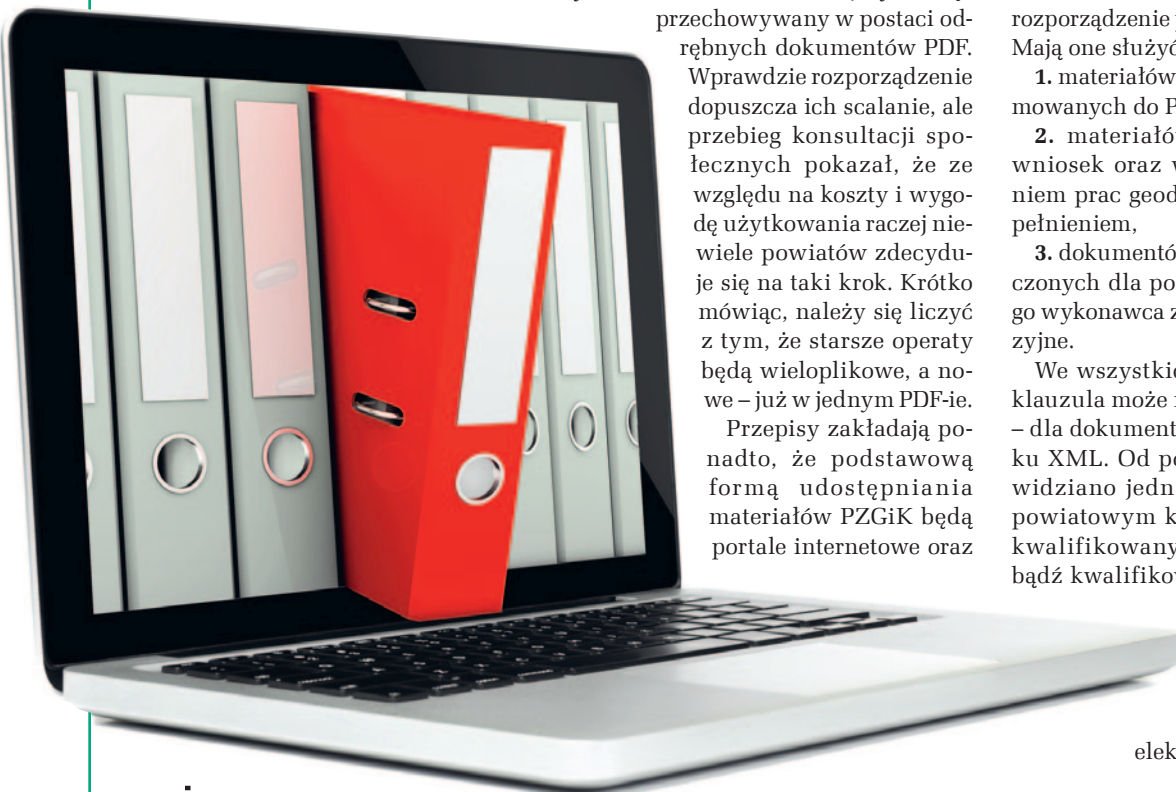 przechowywany w postaci od-
rębnych dokumentów PDF.
Wprawdzie rozporządzenie
dopuszcza ich scalanie, ale
przebieg konsultacji spo-
łecznych pokazał, że ze
względu na koszty i wygo-
dę użytkowania raczej nie-
wiele powiatów zdecydu-
je się na taki krok. Krótko
mówiąc, należy się liczyć
z tym, że starsze operaty
będą wieloplikowe, a no-
we – już w jednym PDF-ie.
Przepisy zakładają po-
nadto, że podstawową
formą udostępniania
materiałów PZGiK będą
portale internetowe oraz
rozporządzenie
Mają one służyć
1. materiałów
mowanych do P
2. materiałó
wniosek oraz w
niem prac geod
pełnieniem,
3. dokumentó
czonych dla po
go wykonawca z
zyjne.
We wszystkie
klauzula może
– dla dokument
ku XML. Od po
widziano jedn
powiatowym k
kwalifikowany
bądź kwalifiko
elek